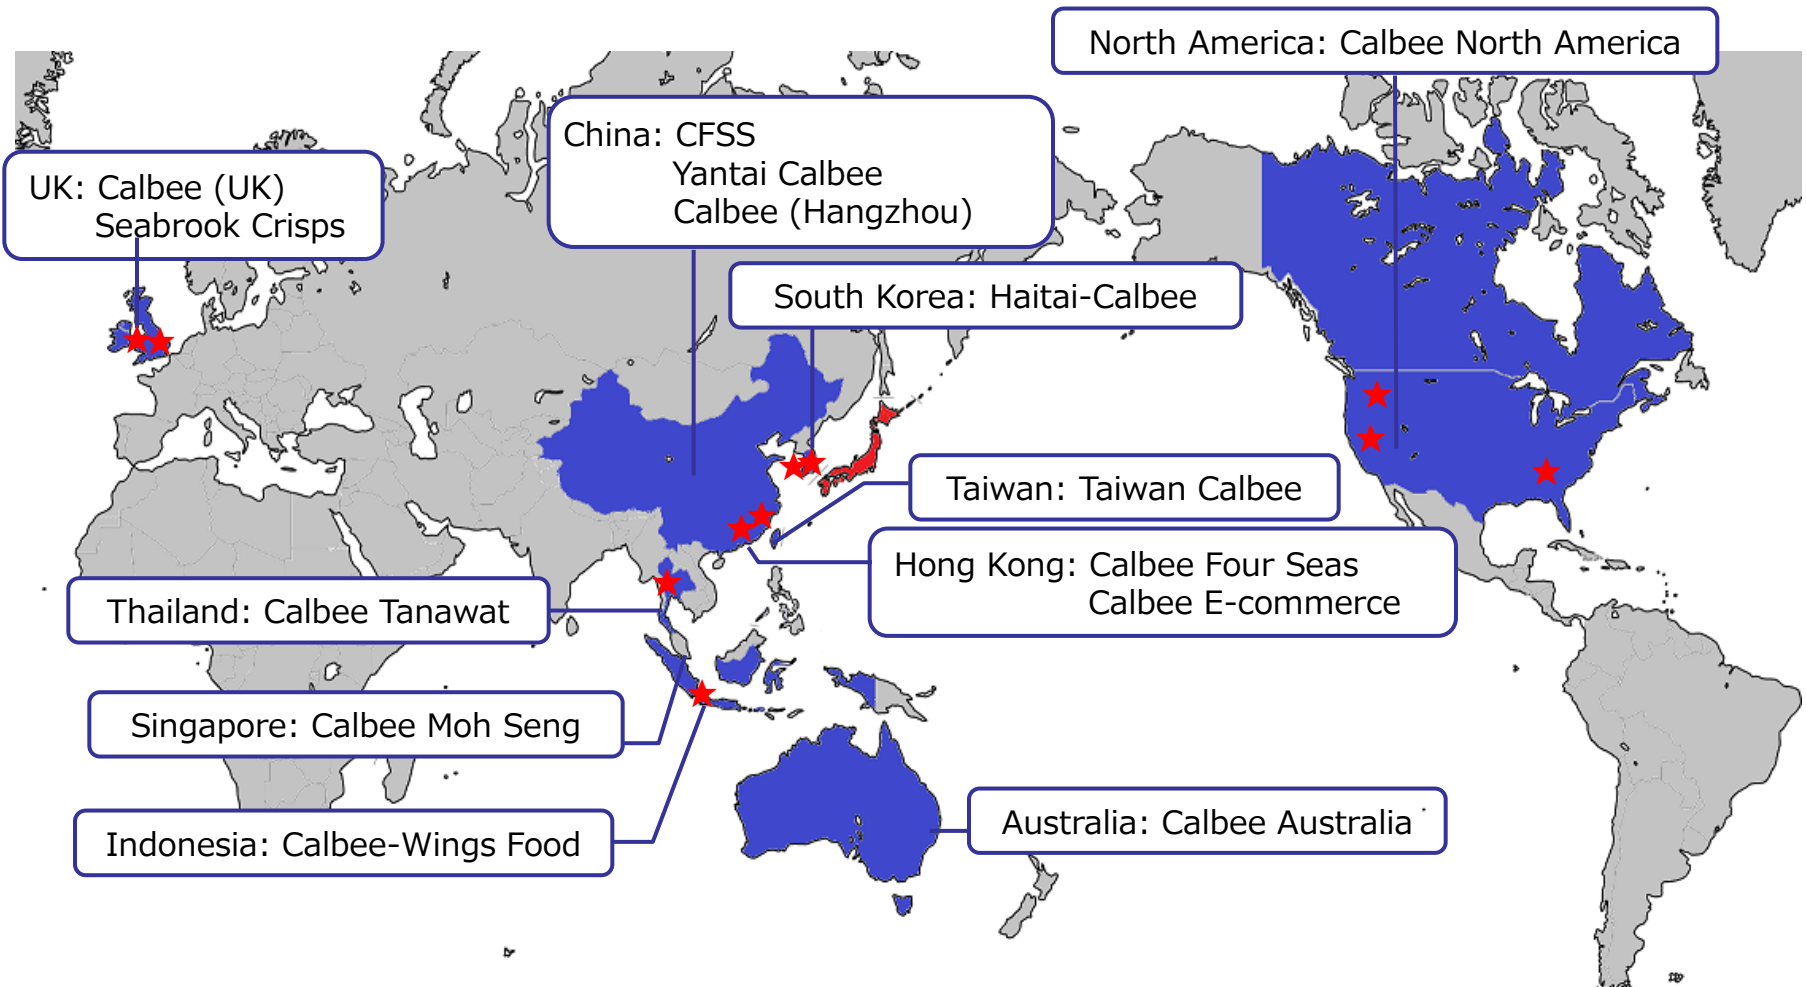 North America: Calbee North America
China: CFSS
Yantai Calbee
Calbee (Hangzhou)
UK: Calbee (UK)
Seabrook Crisps
South Korea: Haitai-Calbee
Taiwan: Taiwan Calbee
Hong Kong: Calbee Four Seas
Calbee E-commerce
Thailand: Calbee Tanawat
Singapore: Calbee Moh Seng
Indonesia: Calbee-Wings Food
Australia: Calbee Australia